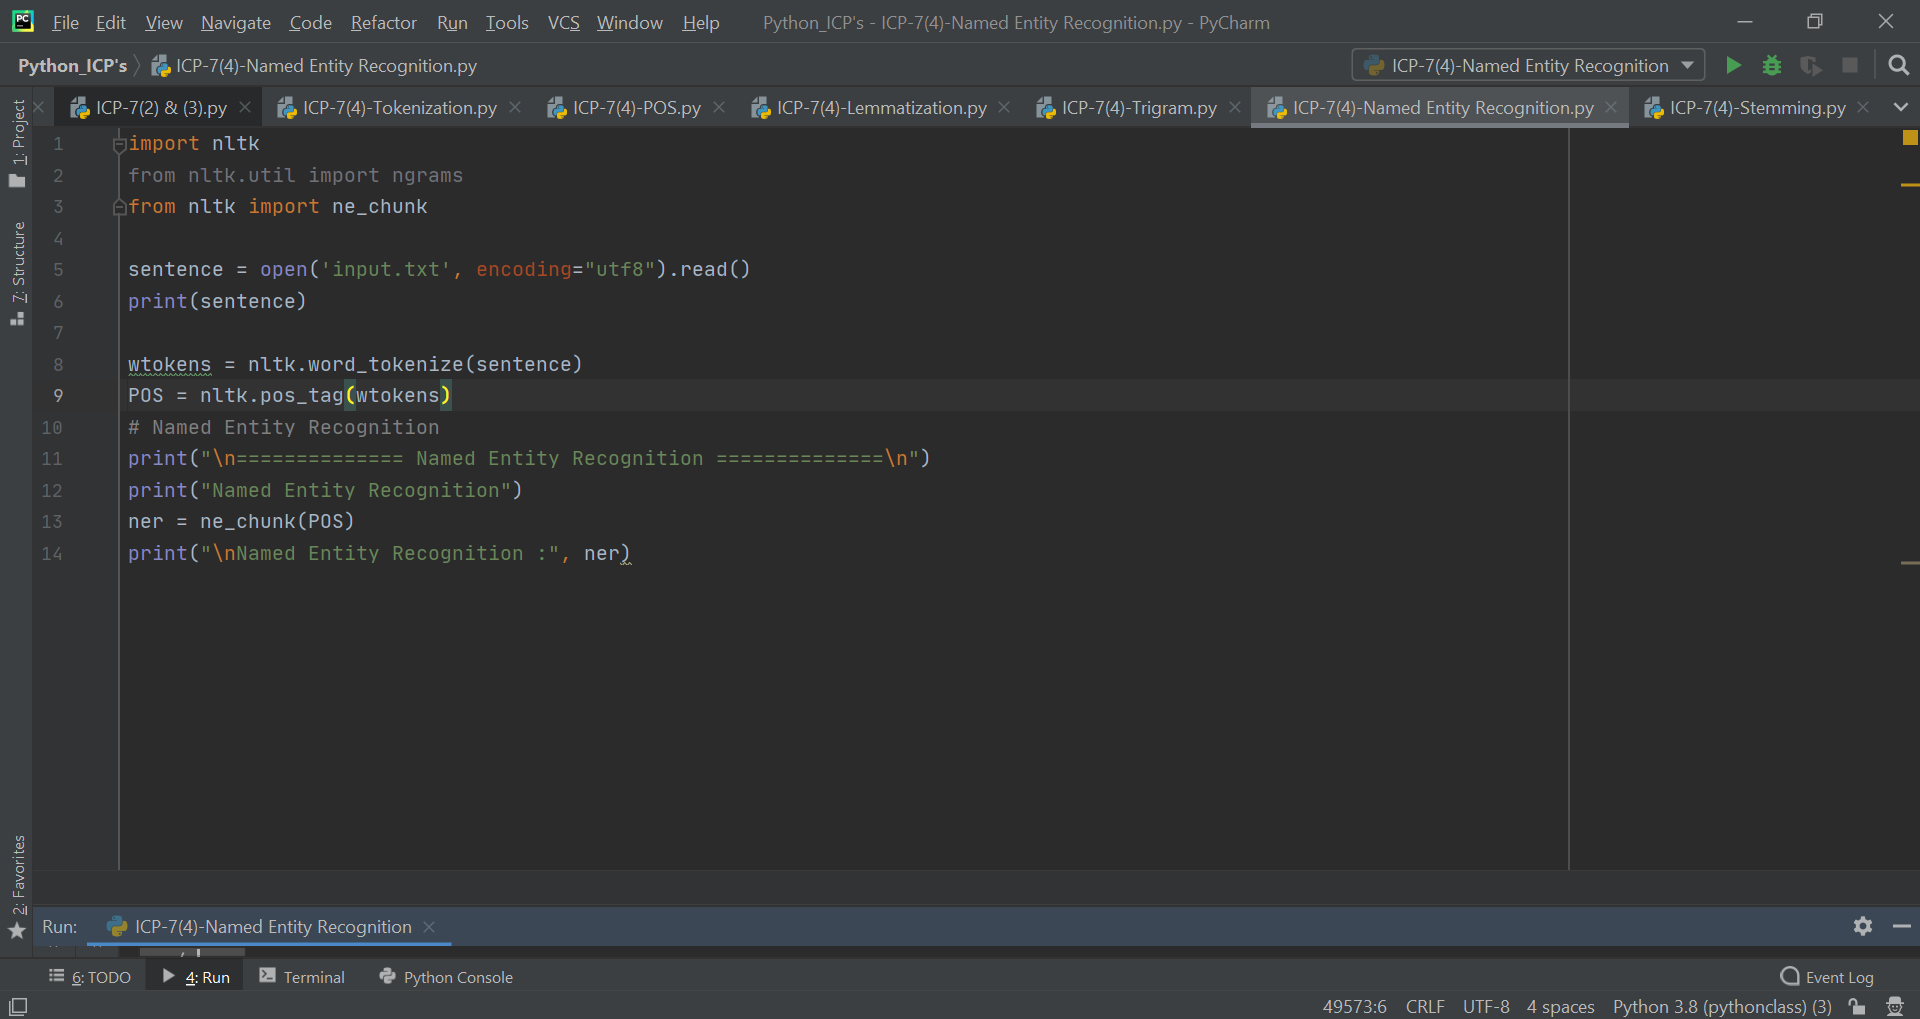 PC File Edit View Navigate Code Refactor Run Tools VCS Window Help Python_ICP's - ICP-7(4)-Named Entity Recognition.py - PyCharm
Python_ICP's ICP-7(4)-Named Entity Recognition.py ICP-7(4)-Named Entity Recognition
ICP-7(2) & (3).py ICP-7(4)-Tokenization.py ICP-7(4)-POS.py ICP-7(4)-Lemmatization.py ICP-7(4)-Trigram.py ICP-7(4)-Named Entity Recognition.py ICP-7(4)-Stemming.py
1: Project
7: Structure
2: Favorites
1 import nltk
2 from nltk.util import ngrams
3 from nltk import ne_chunk
4
5 sentence = open('input.txt', encoding="utf8").read()
6 print(sentence)
7
8 wtokens = nltk.word_tokenize(sentence)
9 POS = nltk.pos_tag(wtokens)
10 # Named Entity Recognition
11 print("\n============== Named Entity Recognition ==============\n")
12 print("Named Entity Recognition")
13 ner = ne_chunk(POS)
14 print("\nNamed Entity Recognition :", ner)
Run: ICP-7(4)-Named Entity Recognition
6: TODO 4: Run Terminal Python Console Event Log
49573:6 CRLF UTF-8 4 spaces Python 3.8 (pythonclass) (3)